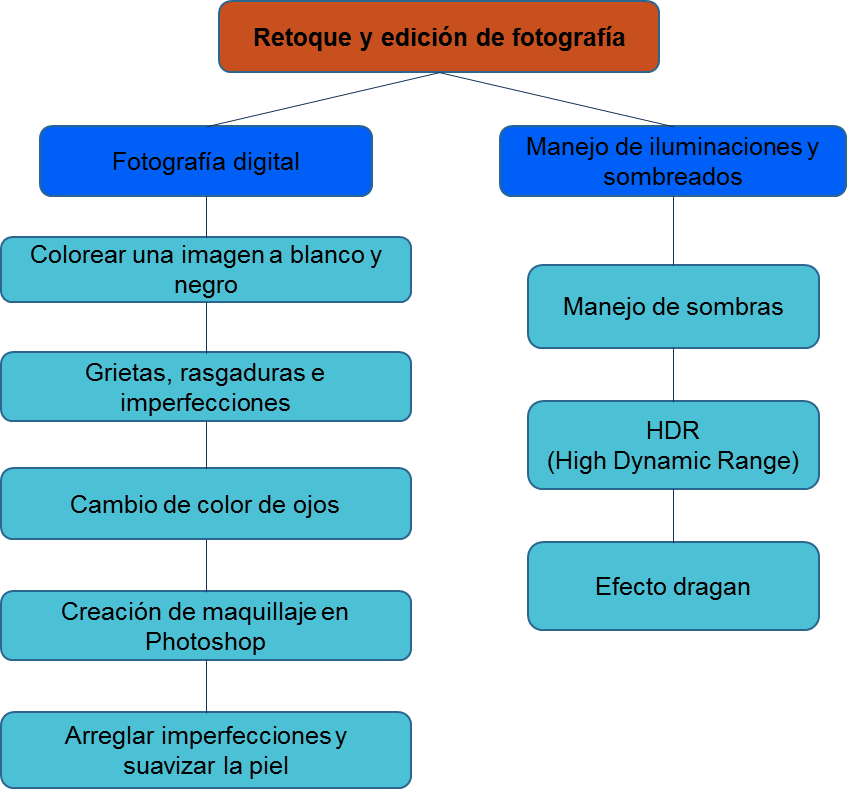 Retoque y edición de fotografía
Fotografía digital
Colorear una imagen a blanco y
negro
Grietas, rasgaduras e
imperfecciones
Cambio de color de ojos
Creación de maquillaje en
Photoshop
Arreglar imperfecciones y
suavizar la piel
Manejo de iluminaciones y
sombreados
Manejo de sombras
HDR
(High Dynamic Range)
Efecto dragan